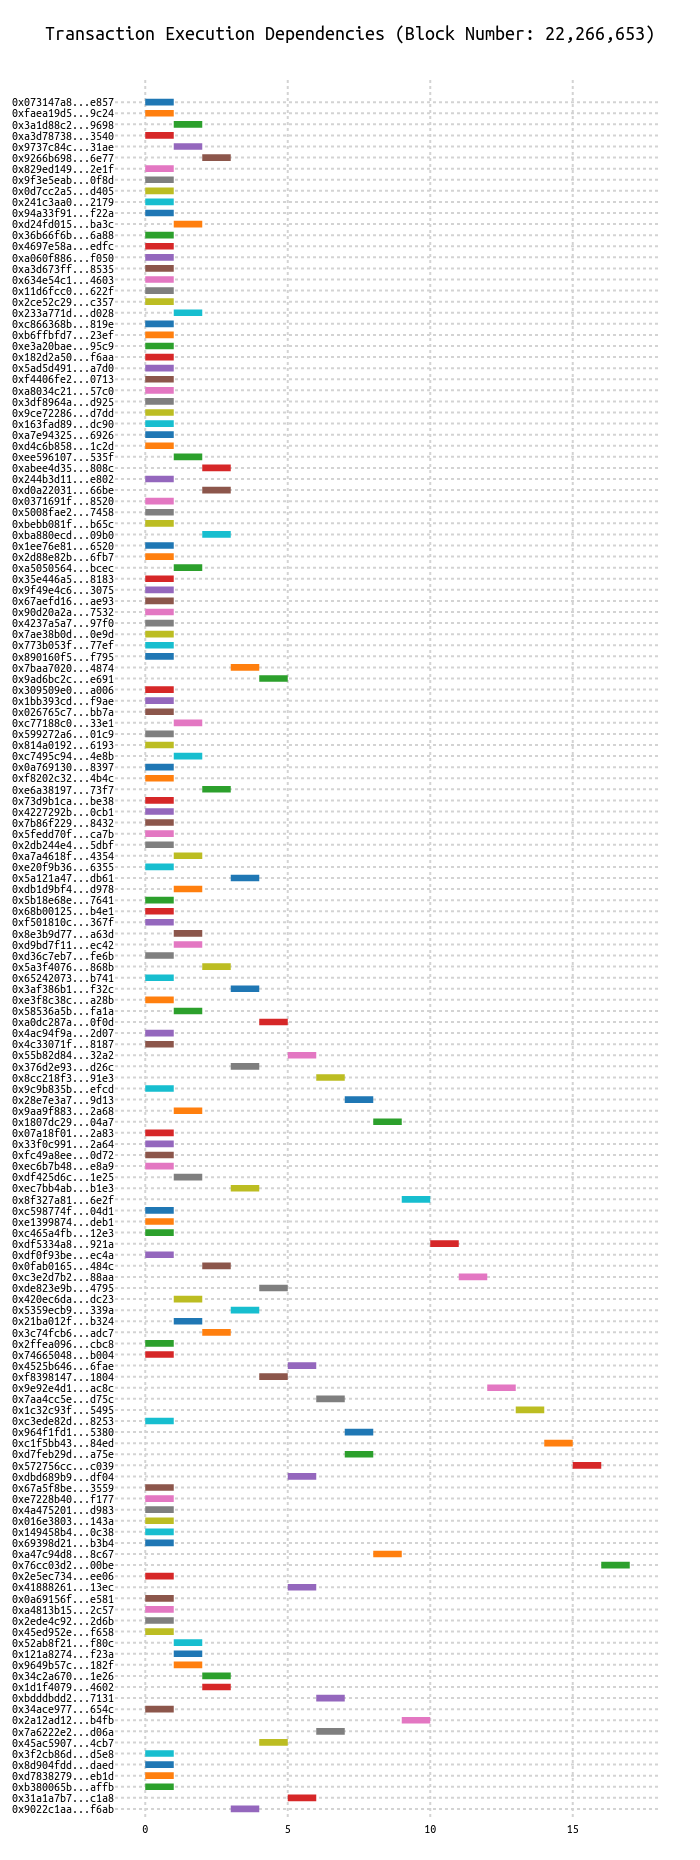 Transaction Execution Dependencies (Block Number: 22,266,653)
0x073147a8...e857
0xfaea19d5...9c24
0x3a1d88c2...9698
0xa3d78738...3540
0x9737c84c...31ae
0x9266b698...6e77
0x829ed149...2e1f
0x9f3e5eab...0f8d
0x0d7cc2a5...d405
0x241c3aa0...2179
0x94a33f91...f22a
0xd24fd015...ba3c
0x36b66f6b...6a88
0x4697e58a...edfc
0xa060f886...f050
0xa3d673ff...8535
0x634e54c1...4603
0x11d6fcc0...622f
0x2ce52c29...c357
0x233a771d...d028
0xc866368b...819e
0xb6ffbfd7...23ef
0xe3a20bae...95c9
0x182d2a50...f6aa
0x5ad5d491...a7d0
0xf4406fe2...0713
0xa8034c21...57c0
0x3df8964a...d925
0x9ce72286...d7dd
0x163fad89...dc90
0xa7e94325...6926
0xd4c6b858...1c2d
0xee596107...535f
0xabee4d35...808c
0x244b3d11...e802
0xd0a22031...66be
0x0371691f...8520
0x5008fae2...7458
0xbebb081f...b65c
0xba880ecd...09b0
0x1ee76e81...6520
0x2d88e82b...6fb7
0xa5050564...bcec
0x35e446a5...8183
0x9f49e4c6...3075
0x67aefd16...ae93
0x90d20a2a...7532
0x4237a5a7...97f0
0x7ae38b0d...0e9d
0x773b053f...77ef
0x890160f5...f795
0x7baa7020...4874
0x9ad6bc2c...e691
0x309509e0...a006
0x1bb393cd...f9ae
0x026765c7...bb7a
0xc77188c0...33e1
0x599272a6...01c9
0x814a0192...6193
0xc7495c94...4e8b
0x0a769130...8397
0xf8202c32...4b4c
0xe6a38197...73f7
0x73d9b1ca...be38
0x4227292b...0cb1
0x7b86f229...8432
0x5fedd70f...ca7b
0x2db244e4...5dbf
0xa7a4618f...4354
0xe20f9b36...6355
0x5a121a47...db61
0xdb1d9bf4...d978
0x5b18e68e...7641
0x68b00125...b4e1
0xf501810c...367f
0x8e3b9d77...a63d
0xd9bd7f11...ec42
0xd36c7eb7...fe6b
0x5a3f4076...868b
0x65242073...b741
0x3af386b1...f32c
0xe3f8c38c...a28b
0x58536a5b...fa1a
0xa0dc287a...0f0d
0x4ac94f9a...2d07
0x4c33071f...8187
0x55b82d84...32a2
0x376d2e93...d26c
0x8cc218f3...91e3
0x9c9b835b...efcd
0x28e7e3a7...9d13
0x9aa9f883...2a68
0x1807dc29...04a7
0x07a18f01...2a83
0x33f0c991...2a64
0xfc49a8ee...0d72
0xec6b7b48...e8a9
0xdf425d6c...1e25
0xec7bb4ab...b1e3
0x8f327a81...6e2f
0xc598774f...04d1
0xe1399874...deb1
0xc465a4fb...12e3
0xdf5334a8...921a
0xdf0f93be...ec4a
0x0fab0165...484c
0xc3e2d7b2...88aa
0xde823e9b...4795
0x420ec6da...dc23
0x5359ecb9...339a
0x21ba012f...b324
0x3c74fcb6...adc7
0x2ffea096...cbc8
0x74665048...b004
0x4525b646...6fae
0xf8398147...1804
0x9e92e4d1...ac8c
0x7aa4cc5e...d75c
0x1c32c93f...5495
0xc3ede82d...8253
0x964f1fd1...5380
0xc1f5bb43...84ed
0xd7feb29d...a75e
0x572756cc...c039
0xdbd689b9...df04
0x67a5f8be...3559
0xe7228b40...f177
0x4a475201...d983
0x016e3803...143a
0x149458b4...0c38
0x69398d21...b3b4
0xa47c94d8...8c67
0x76cc03d2...00be
0x2e5ec734...ee06
0x41888261...13ec
0x0a69156f...e581
0xa4813b15...2c57
0x2ede4c92...2d6b
0x45ed952e...f658
0x52ab8f21...f80c
0x121a8274...f23a
0x9649b57c...182f
0x34c2a670...1e26
0x1d1f4079...4602
0xbdddbdd2...7131
0x34ace977...654c
0x2a12ad12...b4fb
0x7a6222e2...d06a
0x45ac5907...4cb7
0x3f2cb86d...d5e8
0x8d904fdd...daed
0xd7838279...eb1d
0xb380065b...affb
0x31a1a7b7...c1a8
0x9022c1aa...f6ab
0 5 10 15